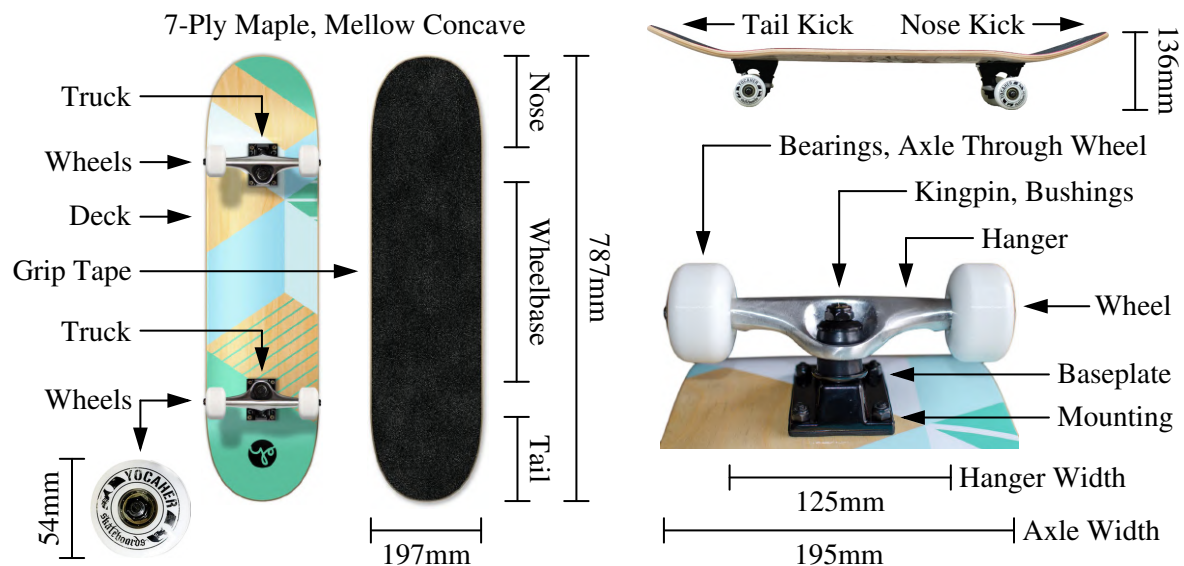 7-Ply Maple, Mellow Concave
Truck
Wheels
Deck
Grip Tape
Truck
Wheels
54mm
YOCAHER
skateboards
197mm
Nose
Wheelbase
Tail
787mm
Tail Kick
Nose Kick
136mm
YOCAHER
YOCAHER
Bearings, Axle Through Wheel
Kingpin, Bushings
Hanger
Wheel
Baseplate
Mounting
Hanger Width
125mm
Axle Width
195mm